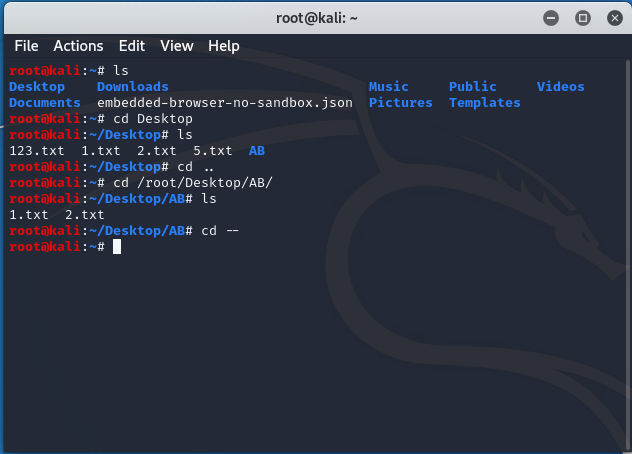 root@kali: ~
File Actions Edit View Help
root@kali:~# ls
Desktop Downloads Music Public Videos
Documents embedded-browser-no-sandbox.json Pictures Templates
root@kali:~# cd Desktop
root@kali:~/Desktop# ls
123.txt 1.txt 2.txt 5.txt AB
root@kali:~/Desktop# cd ..
root@kali:~# cd /root/Desktop/AB/
root@kali:~/Desktop/AB# ls
1.txt 2.txt
root@kali:~/Desktop/AB# cd --
root@kali:~#